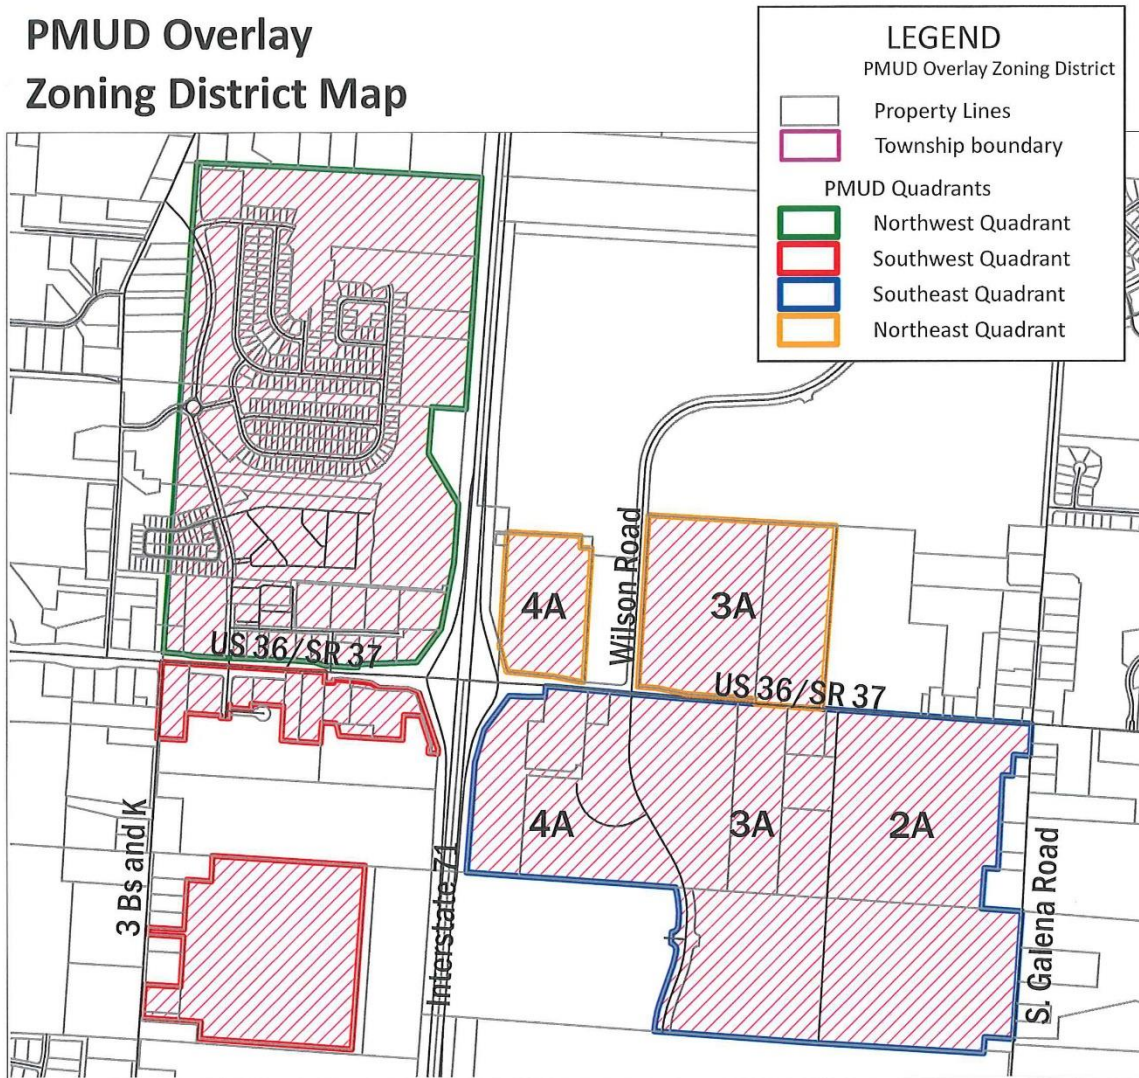 PMUD Overlay
Zoning District Map
LEGEND
PMUD Overlay Zoning District
Property Lines
Township boundary
PMUD Quadrants
Northwest Quadrant
Southwest Quadrant
Southeast Quadrant
Northeast Quadrant
4A
Wilson Road
3A
US 36/SR 37
US 36/SR 37
4A
3A
2A
3 Bs and K
Interstate 71
S. Galena Road